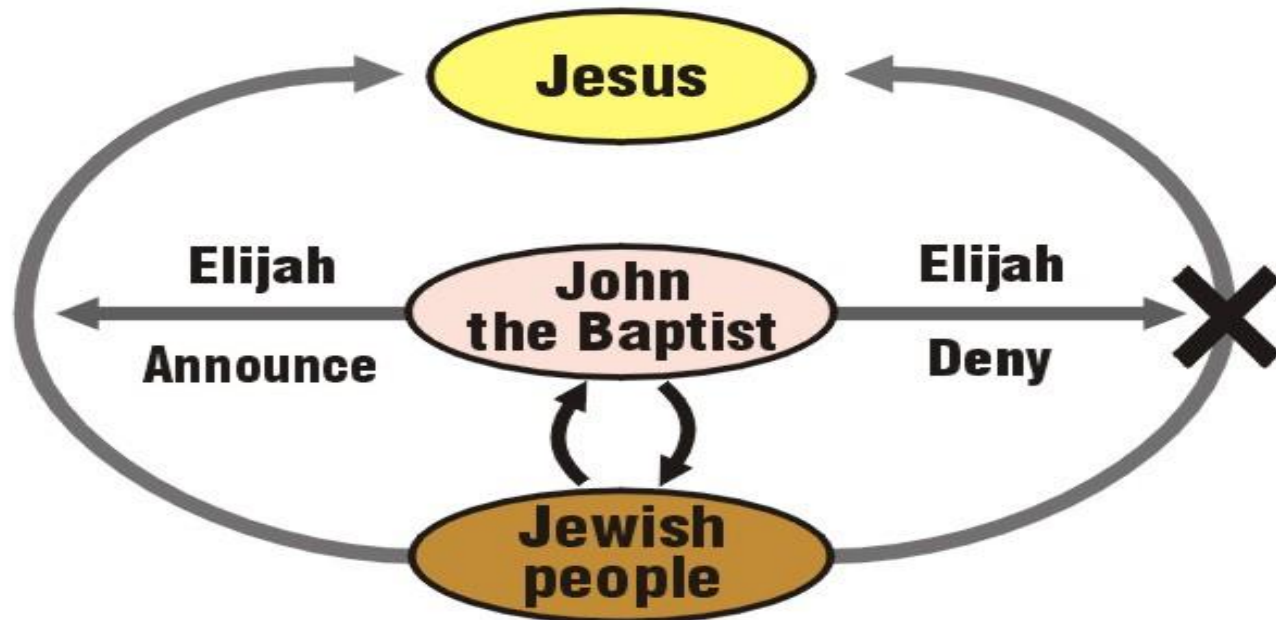 Jesus
Elijah
Announce
John
the Baptist
Elijah
Deny
Jewish
people